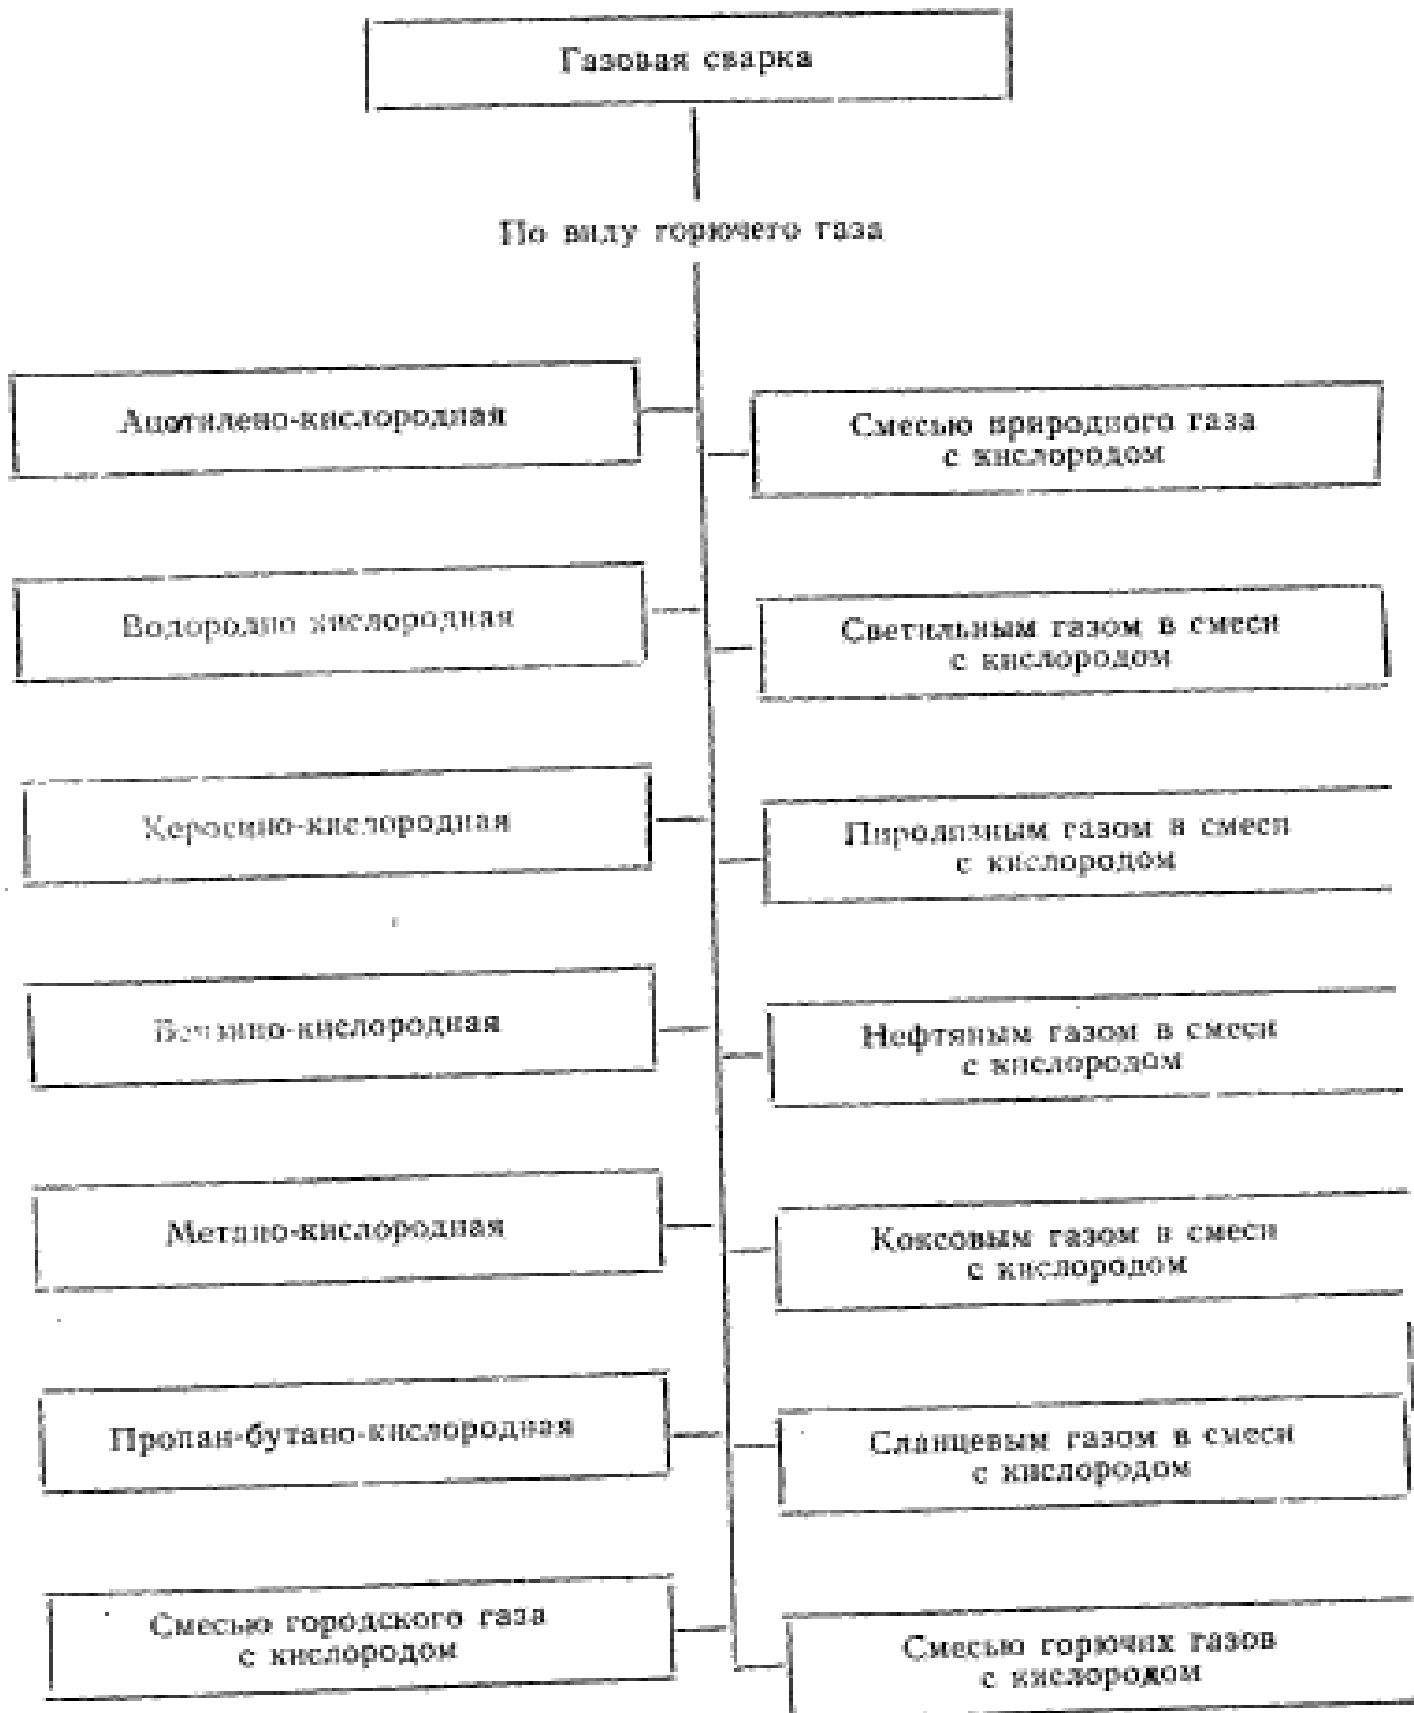 Газовая сварка
По виду горючего газа
Ацетилено-кислородная
Смесью природного газа
с кислородом
Водородно кислородная
Светильным газом в смеси
с кислородом
Керосино-кислородная
Пиролизным газом в смеси
с кислородом
Бензино-кислородная
Нефтяным газом в смеси
с кислородом
Метано-кислородная
Коксовым газом в смеси
с кислородом
Пропан-бутано-кислородная
Сланцевым газом в смеси
с кислородом
Смесью городского газа
с кислородом
Смесью горючих газов
с кислородом